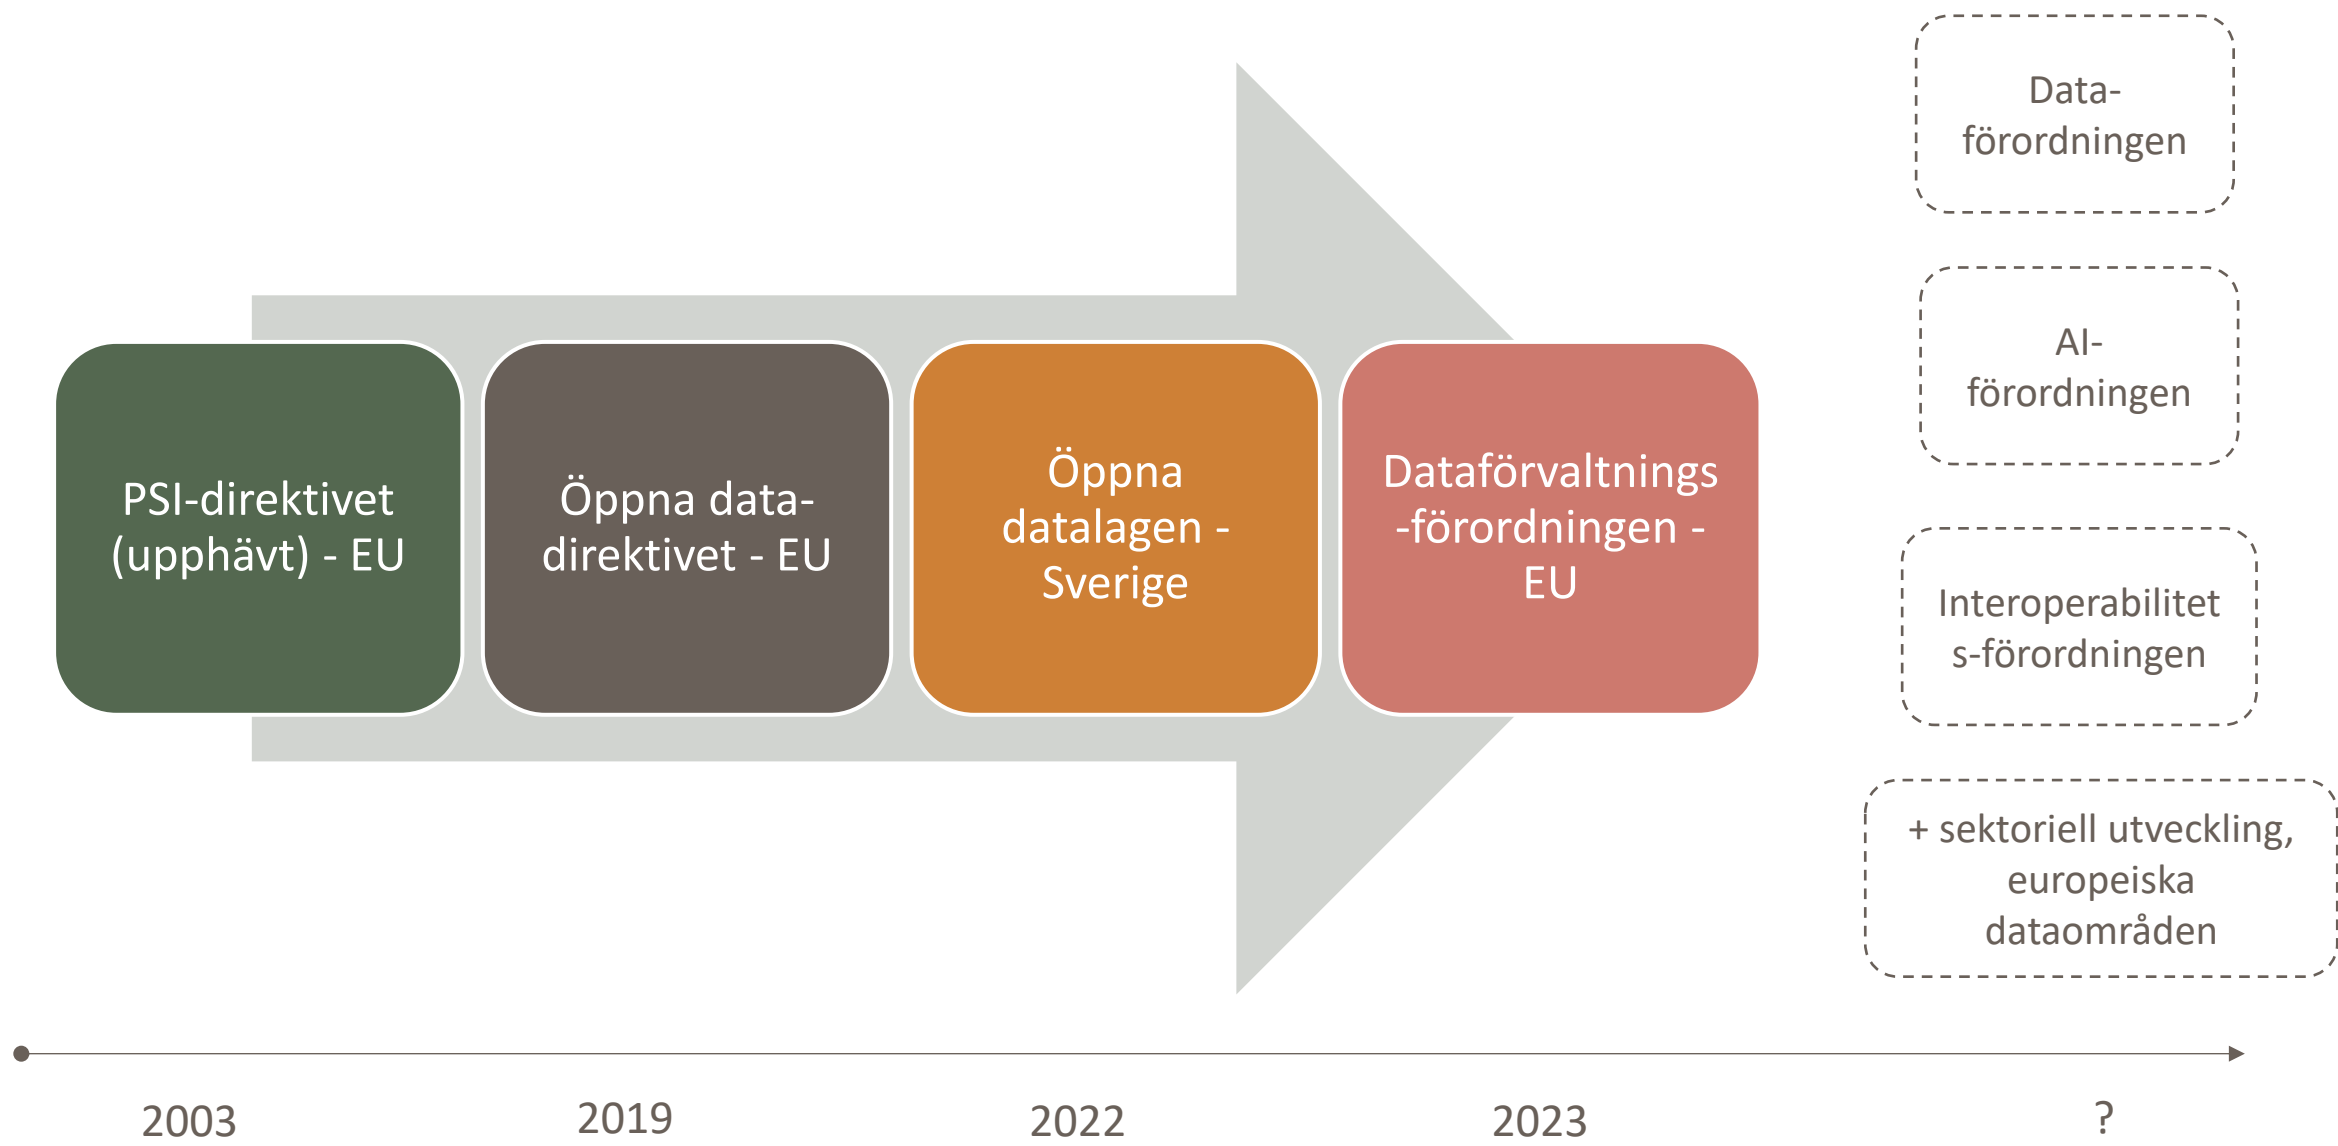 PSI-direktivet
(upphävt) - EU
Öppna data-
direktivet - EU
Öppna
datalagen -
Sverige
Dataförvaltnings
-förordningen -
EU
Data-
förordningen
AI-
förordningen
Interoperabilitet
s-förordningen
+ sektoriell utveckling,
europeiska
dataområden
2003
2019
2022
2023
?